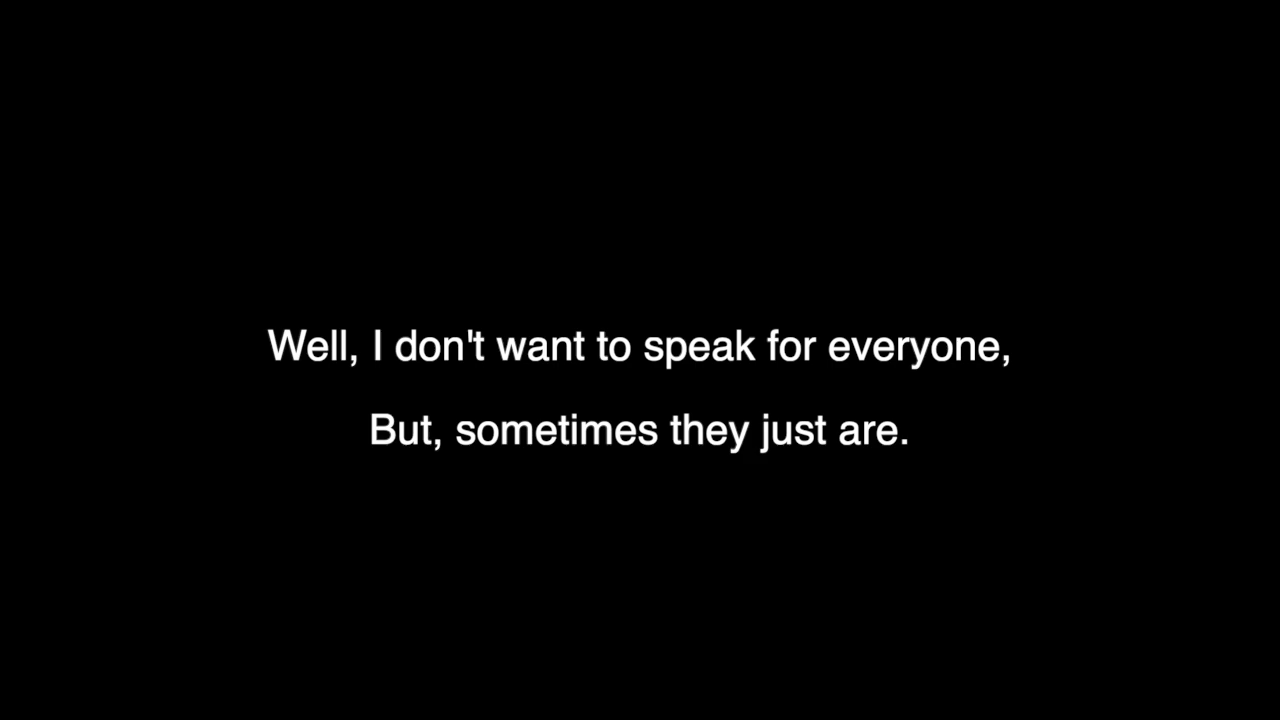 Well, I don't want to speak for everyone,
But, sometimes they just are.